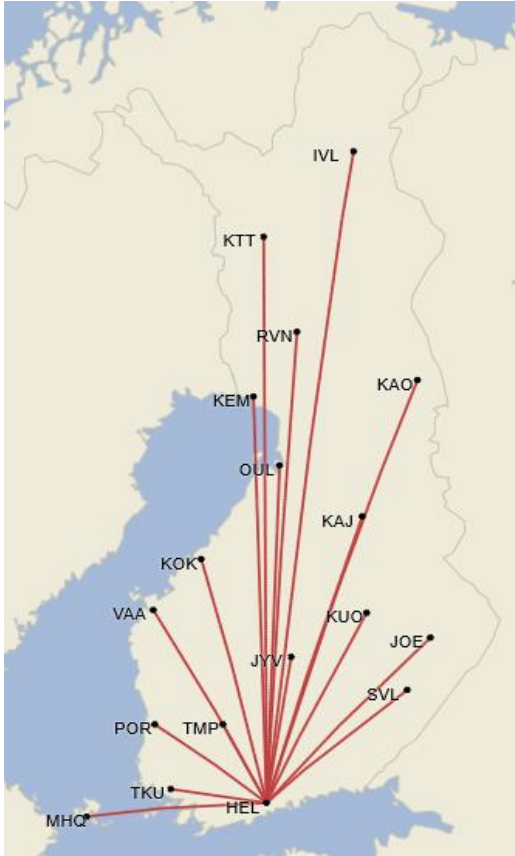 IVL
KTT
RVN
KAO
KEM
OUL
KAJ
KOK
VAA
KUO
JOE
JYV
SVL
POR
TMP
TKU
HEL
MHQ